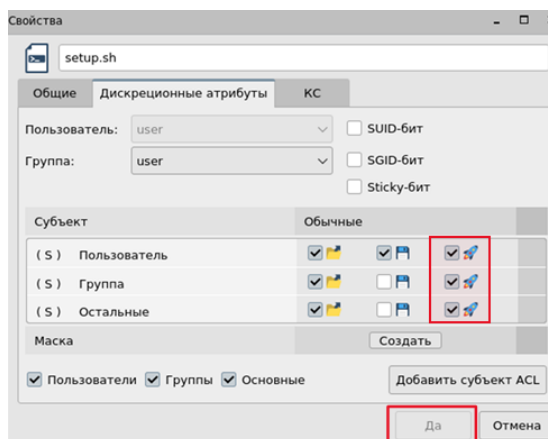 Свойства
setup.sh
Общие Дискреционные атрибуты КС
Пользователь: user SUID-бит
Группа: user SGID-бит
Sticky-бит
Субъект Обычные
(S) Пользователь
(S) Группа
(S) Остальные
Маска Создать
Пользователи Группы Основные Добавить субъект ACL
Да Отмена